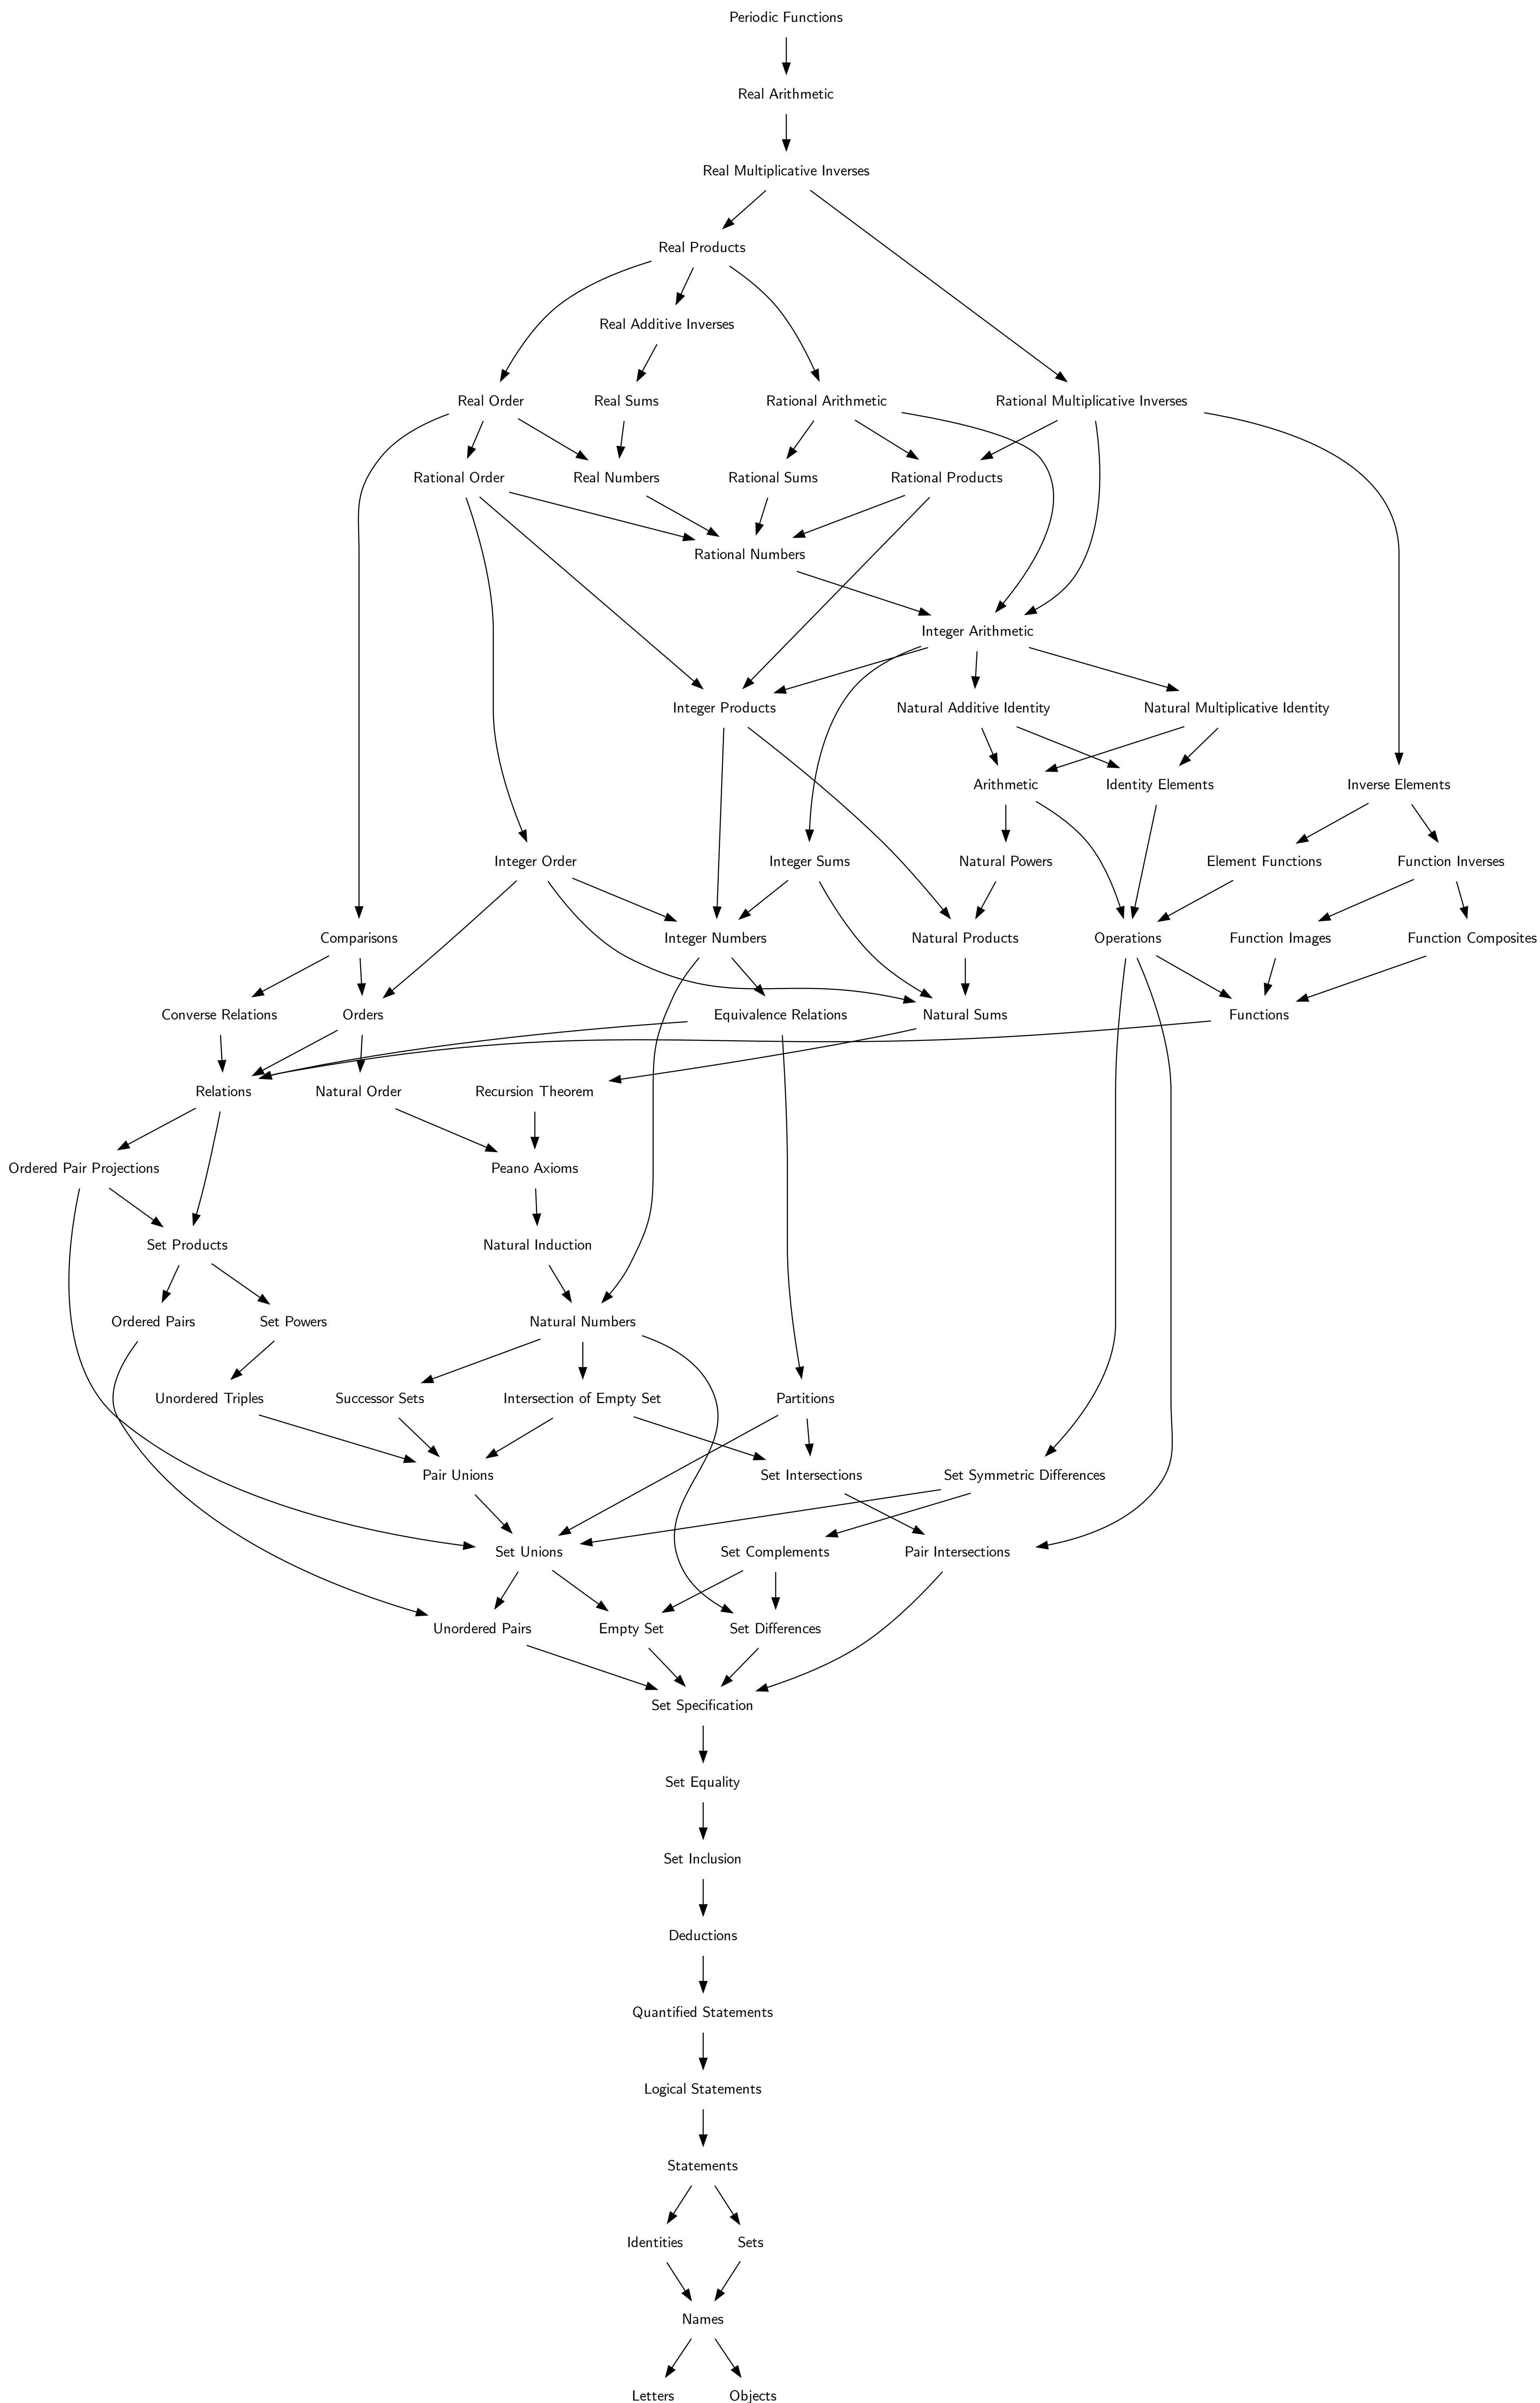 Periodic Functions
Real Arithmetic
Real Multiplicative Inverses
Real Products
Real Additive Inverses
Real Order
Real Sums
Rational Arithmetic
Rational Multiplicative Inverses
Rational Order
Real Numbers
Rational Sums
Rational Products
Rational Numbers
Integer Arithmetic
Integer Products
Natural Additive Identity
Natural Multiplicative Identity
Arithmetic
Identity Elements
Inverse Elements
Integer Order
Integer Sums
Natural Powers
Element Functions
Function Inverses
Comparisons
Integer Numbers
Natural Products
Operations
Function Images
Function Composites
Converse Relations
Orders
Equivalence Relations
Natural Sums
Functions
Relations
Natural Order
Recursion Theorem
Ordered Pair Projections
Peano Axioms
Set Products
Natural Induction
Ordered Pairs
Set Powers
Natural Numbers
Unordered Triples
Successor Sets
Intersection of Empty Set
Partitions
Pair Unions
Set Intersections
Set Symmetric Differences
Set Unions
Set Complements
Pair Intersections
Unordered Pairs
Empty Set
Set Differences
Set Specification
Set Equality
Set Inclusion
Deductions
Quantified Statements
Logical Statements
Statements
Identities
Sets
Names
Letters
Objects